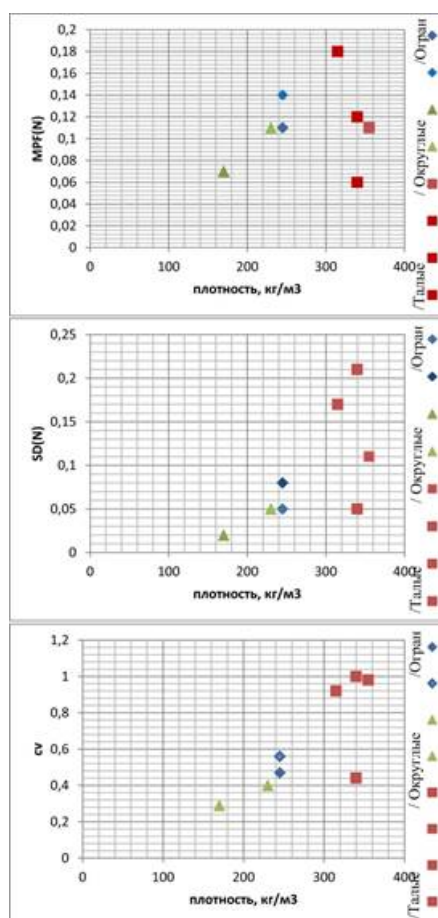 0,2
0,18
0,16
0,14
0,12
0,1
0,08
0,06
0,04
0,02
0
MPF(N)
0 100 200 300 400
плотность, кг/м3
/Талые / Округлые /Огран
0,25
0,2
0,15
0,1
0,05
0
SD(N)
0 100 200 300 400
плотность, кг/м3
/Талые / Округлые /Огран
1,2
1
0,8
0,6
0,4
0,2
0
cv
0 100 200 300 400
плотность, кг/м3
/Талые / Округлые /Огран